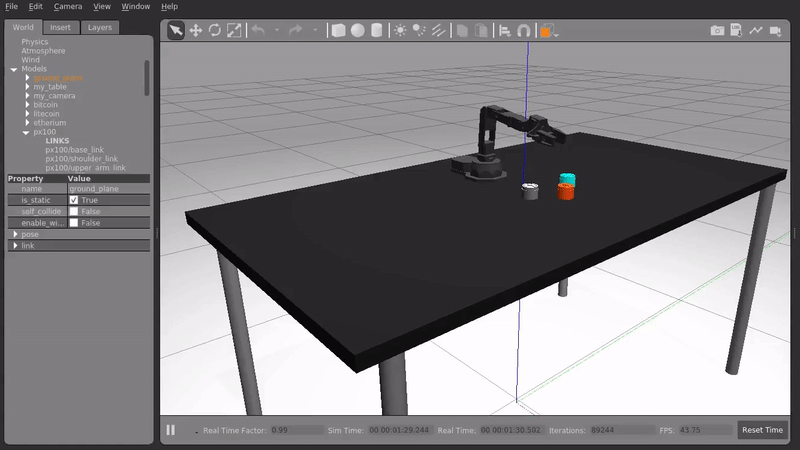 File Edit Camera View Window Help
World Insert Layers
Physics
Atmosphere
Wind
Models
ground_plane
my_table
my_camera
bitcoin
litecoin
etherium
px100
LINKS
px100/base_link
px100/shoulder_link
px100/upper_arm_link
Property Value
name ground_plane
is_static True
self_collide False
enable_wi... False
pose
link
Real Time Factor: 0.99 Sim Time: 00 00:01:29.244 Real Time: 00 00:01:30.502 Iterations: 89244 FPS: 43.75 Reset Time